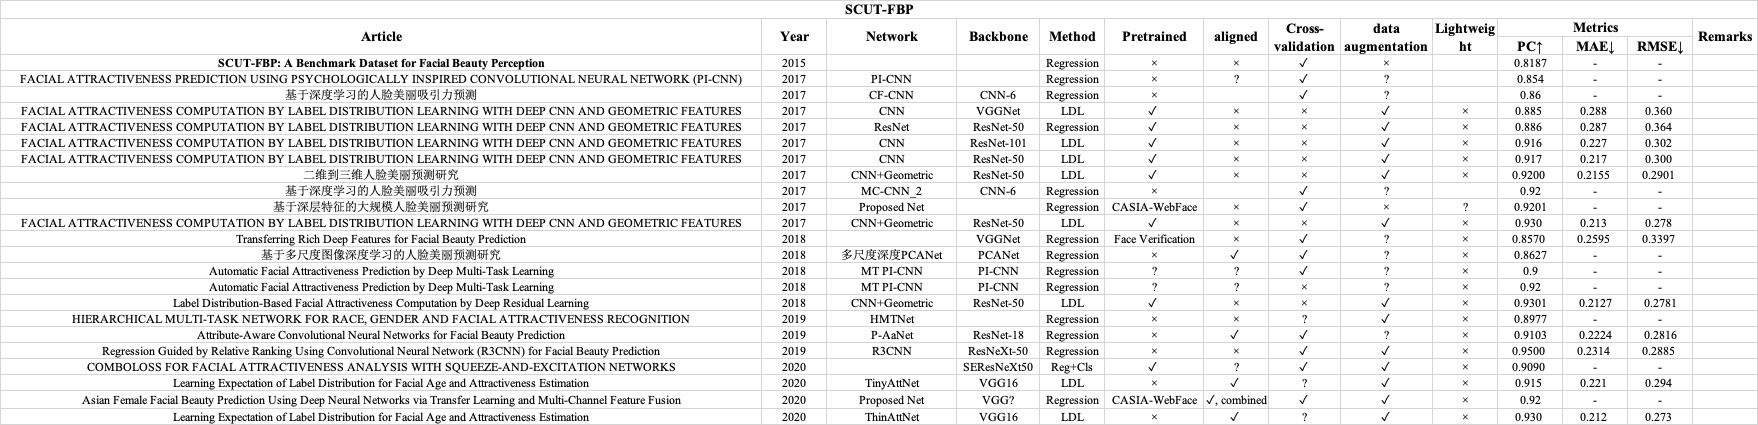 SCUT-FBP
Article Year Network Backbone Method Pretrained aligned Cross-validation data augmentation Lightweight Metrics Remarks
PC↑ MAE↓ RMSE↓
SCUT-FBP: A Benchmark Dataset for Facial Beauty Perception 2015 Regression × × ✓ × 0.8187 - -
FACIAL ATTRACTIVENESS PREDICTION USING PSYCHOLOGICALLY INSPIRED CONVOLUTIONAL NEURAL NETWORK (PI-CNN) 2017 PI-CNN Regression × ? ✓ ? × 0.854 - -
基于深度学习的人脸美丽吸引力预测 2017 CF-CNN CNN-6 Regression × ✓ ? 0.86 - -
FACIAL ATTRACTIVENESS COMPUTATION BY LABEL DISTRIBUTION LEARNING WITH DEEP CNN AND GEOMETRIC FEATURES 2017 CNN VGGNet LDL ✓ × × ✓ × 0.885 0.288 0.360
FACIAL ATTRACTIVENESS COMPUTATION BY LABEL DISTRIBUTION LEARNING WITH DEEP CNN AND GEOMETRIC FEATURES 2017 ResNet ResNet-50 Regression ✓ × × ✓ × 0.886 0.287 0.364
FACIAL ATTRACTIVENESS COMPUTATION BY LABEL DISTRIBUTION LEARNING WITH DEEP CNN AND GEOMETRIC FEATURES 2017 CNN ResNet-101 LDL ✓ × × ✓ × 0.916 0.227 0.302
FACIAL ATTRACTIVENESS COMPUTATION BY LABEL DISTRIBUTION LEARNING WITH DEEP CNN AND GEOMETRIC FEATURES 2017 CNN ResNet-50 LDL ✓ × × ✓ × 0.917 0.217 0.300
二维到三维人脸美丽预测研究 2017 CNN+Geometric ResNet-50 LDL ✓ × × ✓ × 0.9200 0.2155 0.2901
基于深度学习的人脸美丽吸引力预测 2017 MC-CNN_2 CNN-6 Regression × ✓ ? 0.92 - -
基于深层特征的大规模人脸美丽预测研究 2017 Proposed Net Regression CASIA-WebFace × ✓ × ? 0.9201 - -
FACIAL ATTRACTIVENESS COMPUTATION BY LABEL DISTRIBUTION LEARNING WITH DEEP CNN AND GEOMETRIC FEATURES 2017 CNN+Geometric ResNet-50 LDL ✓ × × ✓ × 0.930 0.213 0.278
Transferring Rich Deep Features for Facial Beauty Prediction 2018 VGGNet Regression Face Verification × ✓ ? × 0.8570 0.2595 0.3397
基于多尺度图像深度学习的人脸美丽预测研究 2018 多尺度深度PCANet PCANet Regression × ✓ ✓ ? × 0.8627 - -
Automatic Facial Attractiveness Prediction by Deep Multi-Task Learning 2018 MT PI-CNN PI-CNN Regression ? ? ✓ ? × 0.9 - -
Automatic Facial Attractiveness Prediction by Deep Multi-Task Learning 2018 MT PI-CNN PI-CNN Regression ? ? × ? × 0.92 - -
Label Distribution-Based Facial Attractiveness Computation by Deep Residual Learning 2018 CNN+Geometric ResNet-50 LDL ✓ × × ✓ × 0.9301 0.2127 0.2781
HIERARCHICAL MULTI-TASK NETWORK FOR RACE, GENDER AND FACIAL ATTRACTIVENESS RECOGNITION 2019 HMTNet Regression × × ? ✓ × 0.8977 - -
Attribute-Aware Convolutional Neural Networks for Facial Beauty Prediction 2019 P-AaNet ResNet-18 Regression × ✓ ✓ ? × 0.9103 0.2224 0.2816
Regression Guided by Relative Ranking Using Convolutional Neural Network (R3CNN) for Facial Beauty Prediction 2019 R3CNN ResNeXt-50 Regression × × ✓ ✓ × 0.9500 0.2314 0.2885
COMBOLOSS FOR FACIAL ATTRACTIVENESS ANALYSIS WITH SQUEEZE-AND-EXCITATION NETWORKS 2020 SEResNeXt50 Reg+Cls ✓ ? ✓ ✓ × 0.9090 - -
Learning Expectation of Label Distribution for Facial Age and Attractiveness Estimation 2020 TinyAttNet VGG16 LDL × ✓ ? ✓ × 0.915 0.221 0.294
Asian Female Facial Beauty Prediction Using Deep Neural Networks via Transfer Learning and Multi-Channel Feature Fusion 2020 Proposed Net VGG? Regression CASIA-WebFace ✓, combined ✓ ✓ × 0.92 - -
Learning Expectation of Label Distribution for Facial Age and Attractiveness Estimation 2020 ThinAttNet VGG16 LDL × ✓ ? ✓ × 0.930 0.212 0.273